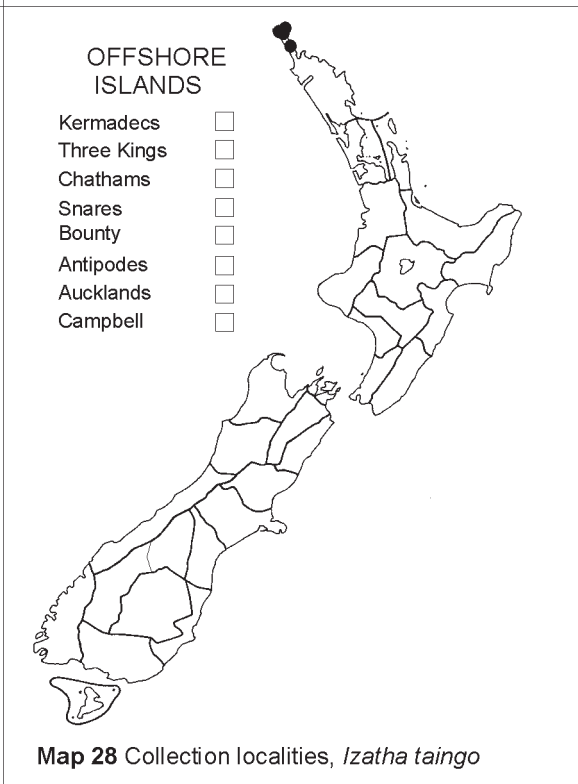 OFFSHORE
ISLANDS
Kermadecs
Three Kings
Chathams
Snares
Bounty
Antipodes
Aucklands
Campbell
Map 28 Collection localities, Izatha taingo